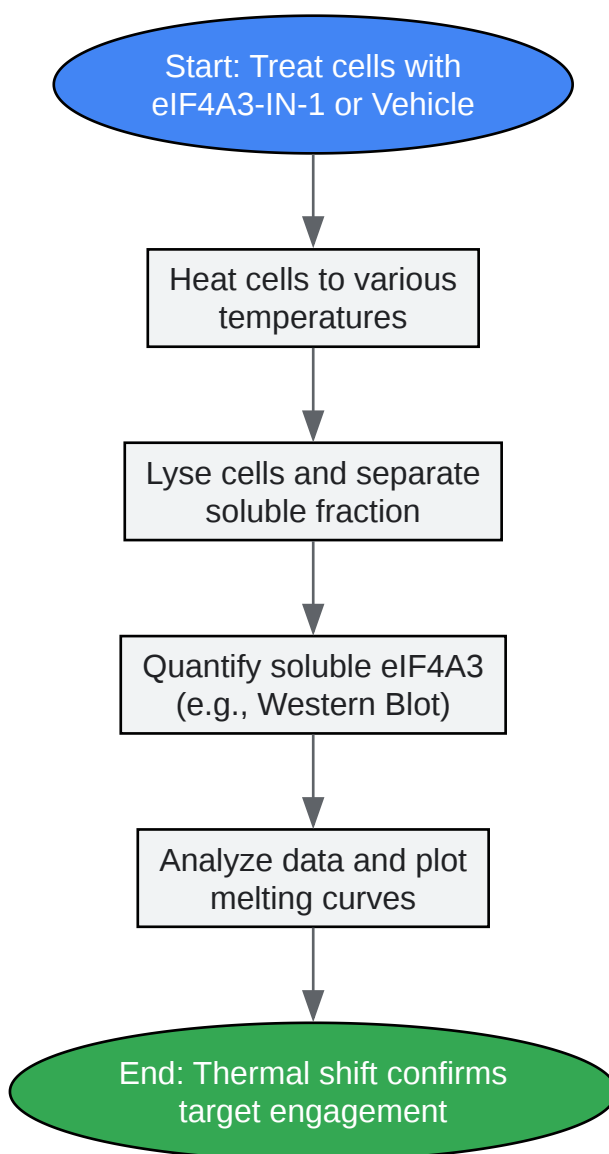 Start: Treat cells with
eIF4A3-IN-1 or Vehicle
Heat cells to various
temperatures
Lyse cells and separate
soluble fraction
Quantify soluble eIF4A3
(e.g., Western Blot)
Analyze data and plot
melting curves
End: Thermal shift confirms
target engagement